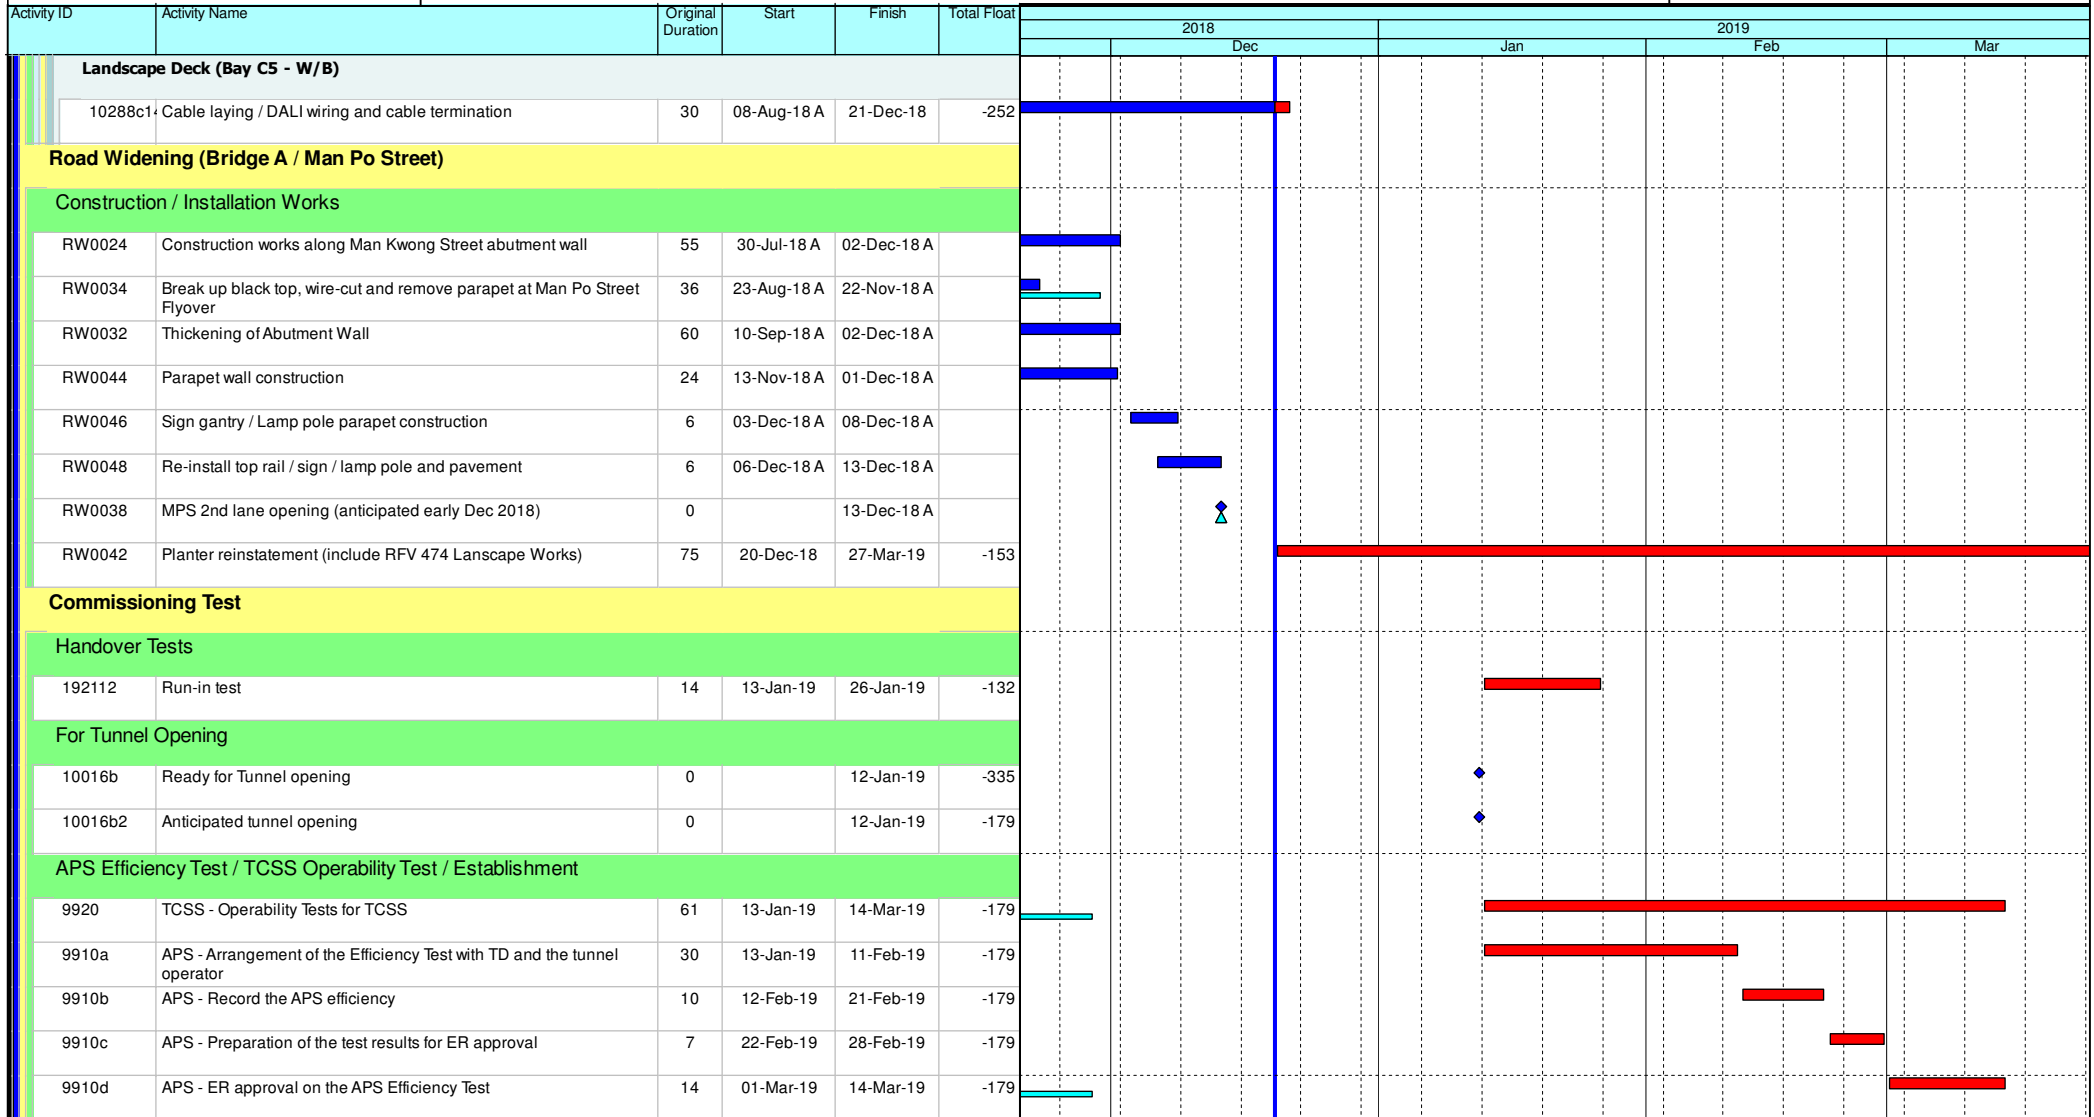 Activity ID Activity Name Original Duration Start Finish Total Float
2018 2019
Dec Jan Feb Mar
Landscape Deck (Bay C5 - W/B)
10288c1 Cable laying / DALI wiring and cable termination 30 08-Aug-18 A 21-Dec-18 -252
Road Widening (Bridge A / Man Po Street)
Construction / Installation Works
RW0024 Construction works along Man Kwong Street abutment wall 55 30-Jul-18 A 02-Dec-18 A
RW0034 Break up black top, wire-cut and remove parapet at Man Po Street Flyover 36 23-Aug-18 A 22-Nov-18 A
RW0032 Thickening of Abutment Wall 60 10-Sep-18 A 02-Dec-18 A
RW0044 Parapet wall construction 24 13-Nov-18 A 01-Dec-18 A
RW0046 Sign gantry / Lamp pole parapet construction 6 03-Dec-18 A 08-Dec-18 A
RW0048 Re-install top rail / sign / lamp pole and pavement 6 06-Dec-18 A 13-Dec-18 A
RW0038 MPS 2nd lane opening (anticipated early Dec 2018) 0 13-Dec-18 A
RW0042 Planter reinstatement (include RFV 474 Lanscape Works) 75 20-Dec-18 27-Mar-19 -153
Commissioning Test
Handover Tests
192112 Run-in test 14 13-Jan-19 26-Jan-19 -132
For Tunnel Opening
10016b Ready for Tunnel opening 0 12-Jan-19 -335
10016b2 Anticipated tunnel opening 0 12-Jan-19 -179
APS Efficiency Test / TCSS Operability Test / Establishment
9920 TCSS - Operability Tests for TCSS 61 13-Jan-19 14-Mar-19 -179
9910a APS - Arrangement of the Efficiency Test with TD and the tunnel operator 30 13-Jan-19 11-Feb-19 -179
9910b APS - Record the APS efficiency 10 12-Feb-19 21-Feb-19 -179
9910c APS - Preparation of the test results for ER approval 7 22-Feb-19 28-Feb-19 -179
9910d APS - ER approval on the APS Efficiency Test 14 01-Mar-19 14-Mar-19 -179